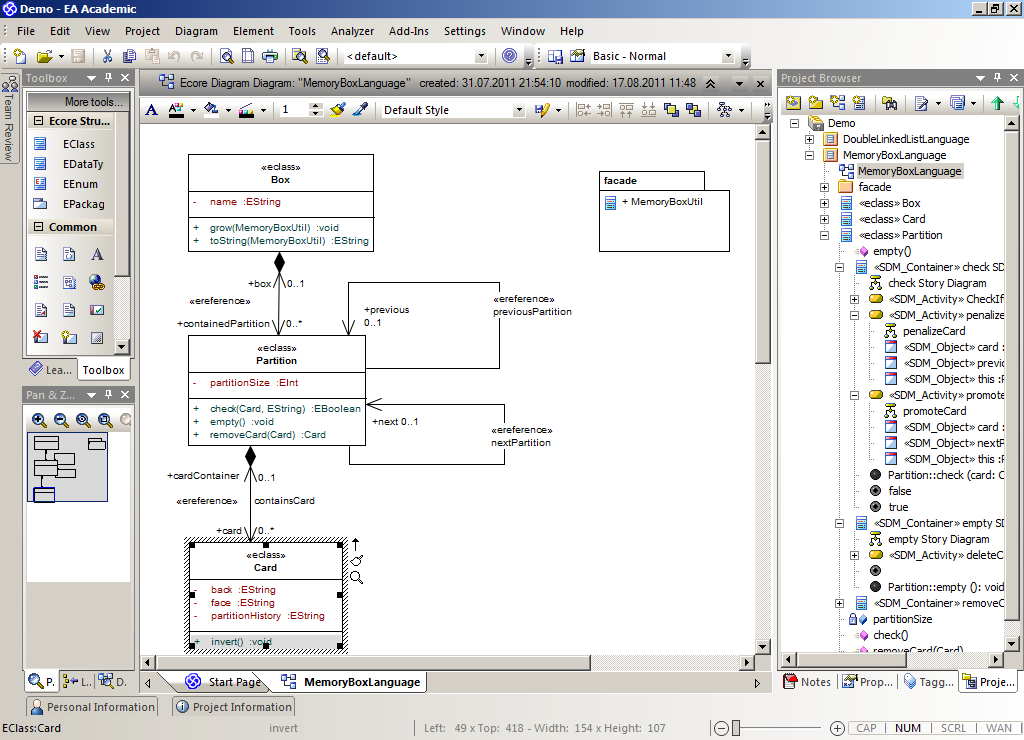 Demo - EA Academic
File Edit View Project Diagram Element Tools Analyzer Add-Ins Settings Window Help
<default> Basic - Normal
Team Review
Toolbox
More tools...
Ecore Stru...
EClass
EDataTy
EEnum
EPackag
Common
Lea... Toolbox
Pan & Z...
P. L.. D.
Ecore Diagram Diagram: "MemoryBoxLanguage" created: 31.07.2011 21:54:10 modified: 17.08.2011 11:48
A A 1 Default Style
«eclass»
Box
- name :EString
+ grow(MemoryBoxUtil) :void
+ toString(MemoryBoxUtil) :EString
facade
+ MemoryBoxUtil
+box 0..1
«ereference»
+containedPartition 0..*
+previous
0..1
«ereference»
previousPartition
«eclass»
Partition
- partitionSize :EInt
+ check(Card, EString) :EBoolean
+ empty() :void
+ removeCard(Card) :Card
+next 0..1
«ereference»
nextPartition
+cardContainer 0..1
«ereference» containsCard
+card 0..*
«eclass»
Card
- back :EString
- face :EString
- partitionHistory :EString
+ invert() :void
Start Page MemoryBoxLanguage
Project Browser
Demo
DoubleLinkedListLanguage
MemoryBoxLanguage
MemoryBoxLanguage
facade
«eclass» Box
«eclass» Card
«eclass» Partition
empty()
«SDM_Container» check SD
check Story Diagram
«SDM_Activity» CheckIf
«SDM_Activity» penalize
penalizeCard
«SDM_Object» card :
«SDM_Object» previo
«SDM_Object» this :F
«SDM_Activity» promote
promoteCard
«SDM_Object» card :
«SDM_Object» nextP
«SDM_Object» this :F
Partition::check (card: C
false
true
«SDM_Container» empty SD
empty Story Diagram
«SDM_Activity» deleteC
Partition::empty (): void
«SDM_Container» removeC
partitionSize
check()
removeCard(Card)
Notes Prop... Tagg... Proje...
Personal Information Project Information
EClass:Card invert Left: 49 x Top: 418 - Width: 154 x Height: 107 CAP NUM SCRL WAN